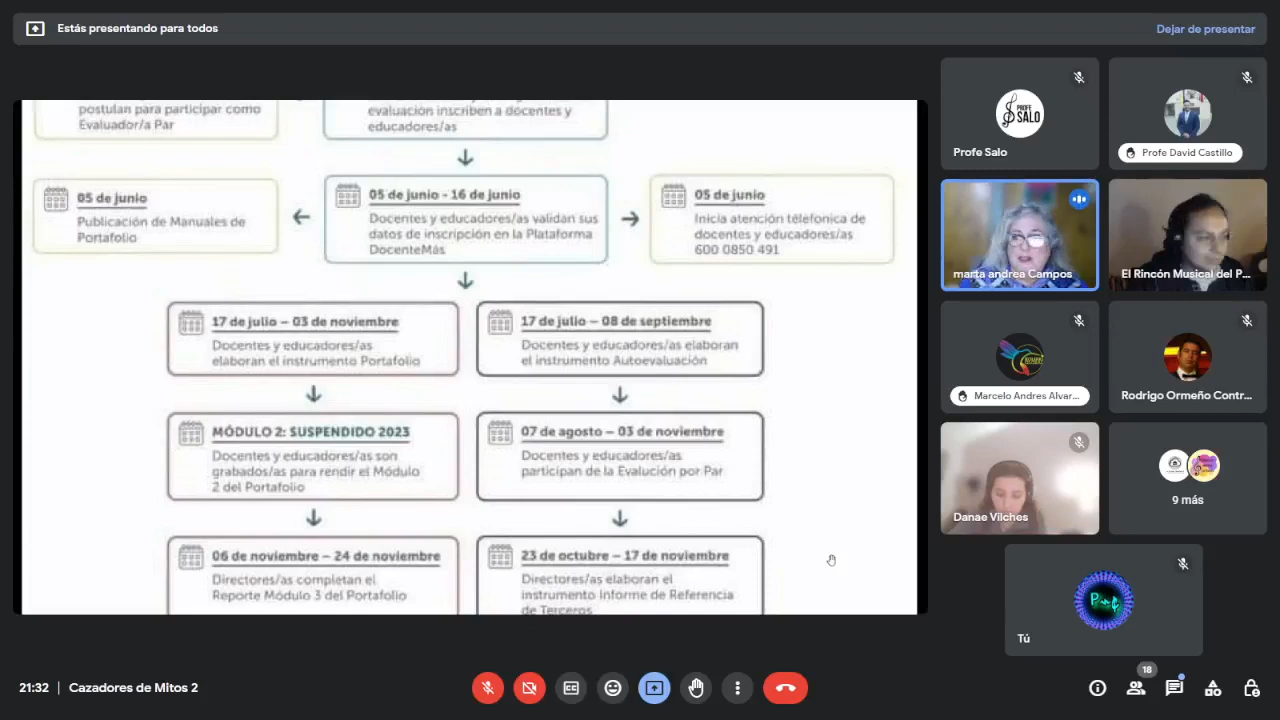 Estás presentando para todos
Dejar de presentar
postulan para participar como
Evaluador/a Par
evaluación inscriben a docentes y
educadores/as
05 de junio
Publicación de Manuales de
Portafolio
05 de junio - 16 de junio
Docentes y educadores/as validan sus
datos de inscripción en la Plataforma
DocenteMás
05 de junio
Inicia atención télefonica de
docentes y educadores/as
600 0850 491
17 de julio – 03 de noviembre
Docentes y educadores/as
elaboran el instrumento Portafolio
17 de julio – 08 de septiembre
Docentes y educadores/as elaboran
el instrumento Autoevaluación
MÓDULO 2: SUSPENDIDO 2023
Docentes y educadores/as son
grabados/as para rendir el Módulo
2 del Portafolio
07 de agosto – 03 de noviembre
Docentes y educadores/as
participan de la Evalución por Par
06 de noviembre – 24 de noviembre
Directores/as completan el
Reporte Módulo 3 del Portafolio
23 de octubre – 17 de noviembre
Directores/as elaboran el
instrumento Informe de Referencia
de Terceros
PROFE
SALO
Profe Salo
Profe David Castillo
marta andrea Campos
El Rincón Musical del P...
Marcelo Andres Alvar...
Rodrigo Ormeño Contr...
Danae Vilches
9 más
Tú
21:32 | Cazadores de Mitos 2
18